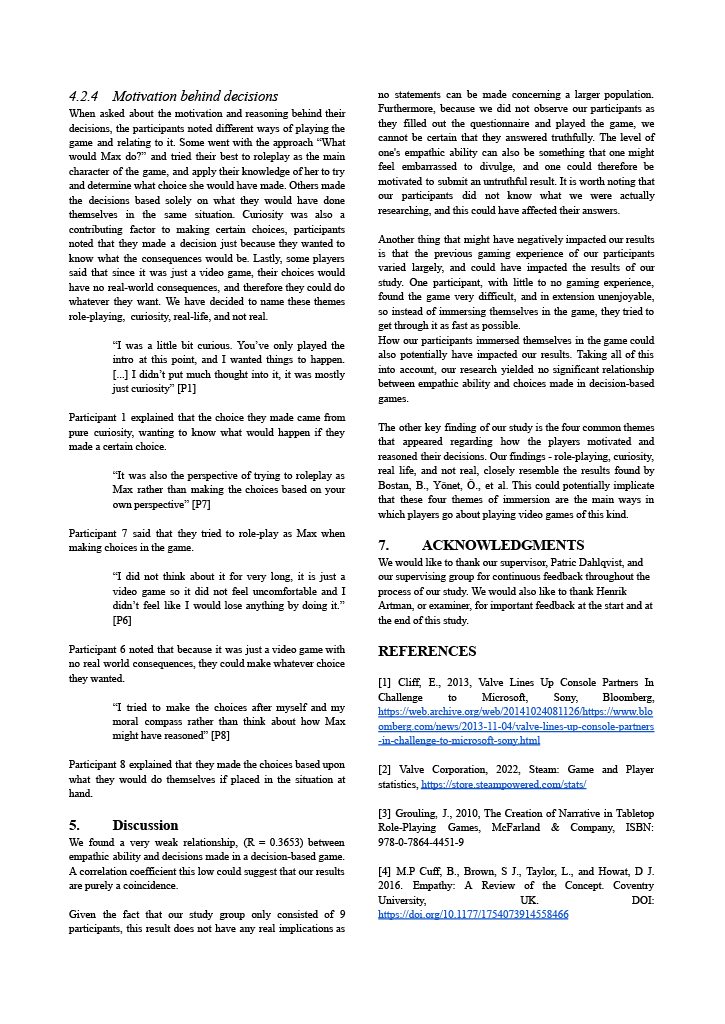 4.2.4 Motivation behind decisions
When asked about the motivation and reasoning behind their
decisions, the participants noted different ways of playing the
game and relating to it. Some went with the approach “What
would Max do?” and tried their best to roleplay as the main
character of the game, and apply their knowledge of her to try
and determine what choice she would have made. Others made
the decisions based solely on what they would have done
themselves in the same situation. Curiosity was also a
contributing factor to making certain choices, participants
noted that they made a decision just because they wanted to
know what the consequences would be. Lastly, some players
said that since it was just a video game, their choices would
have no real-world consequences, and therefore they could do
whatever they want. We have decided to name these themes
role-playing, curiosity, real-life, and not real.
“I was a little bit curious. You’ve only played the
intro at this point, and I wanted things to happen.
[...] I didn’t put much thought into it, it was mostly
just curiosity” [P1]
Participant 1 explained that the choice they made came from
pure curiosity, wanting to know what would happen if they
made a certain choice.
“It was also the perspective of trying to roleplay as
Max rather than making the choices based on your
own perspective” [P7]
Participant 7 said that they tried to role-play as Max when
making choices in the game.
“I did not think about it for very long, it is just a
video game so it did not feel uncomfortable and I
didn’t feel like I would lose anything by doing it.”
[P6]
Participant 6 noted that because it was just a video game with
no real world consequences, they could make whatever choice
they wanted.
“I tried to make the choices after myself and my
moral compass rather than think about how Max
might have reasoned” [P8]
Participant 8 explained that they made the choices based upon
what they would do themselves if placed in the situation at
hand.
5. Discussion
We found a very weak relationship, (R = 0.3653) between
empathic ability and decisions made in a decision-based game.
A correlation coefficient this low could suggest that our results
are purely a coincidence.
Given the fact that our study group only consisted of 9
participants, this result does not have any real implications as
no statements can be made concerning a larger population.
Furthermore, because we did not observe our participants as
they filled out the questionnaire and played the game, we
cannot be certain that they answered truthfully. The level of
one's empathic ability can also be something that one might
feel embarrassed to divulge, and one could therefore be
motivated to submit an untruthful result. It is worth noting that
our participants did not know what we were actually
researching, and this could have affected their answers.
Another thing that might have negatively impacted our results
is that the previous gaming experience of our participants
varied largely, and could have impacted the results of our
study. One participant, with little to no gaming experience,
found the game very difficult, and in extension unenjoyable,
so instead of immersing themselves in the game, they tried to
get through it as fast as possible.
How our participants immersed themselves in the game could
also potentially have impacted our results. Taking all of this
into account, our research yielded no significant relationship
between empathic ability and choices made in decision-based
games.
The other key finding of our study is the four common themes
that appeared regarding how the players motivated and
reasoned their decisions. Our findings - role-playing, curiosity,
real life, and not real, closely resemble the results found by
Bostan, B., Yönet, Ö., et al. This could potentially implicate
that these four themes of immersion are the main ways in
which players go about playing video games of this kind.
7. ACKNOWLEDGMENTS
We would like to thank our supervisor, Patric Dahlqvist, and
our supervising group for continuous feedback throughout the
process of our study. We would also like to thank Henrik
Artman, or examiner, for important feedback at the start and at
the end of this study.
REFERENCES
[1] Cliff, E., 2013, Valve Lines Up Console Partners In
Challenge to Microsoft, Sony, Bloomberg,
https://web.archive.org/web/20141024081126/https://www.blo
omberg.com/news/2013-11-04/valve-lines-up-console-partners
-in-challenge-to-microsoft-sony.html
[2] Valve Corporation, 2022, Steam: Game and Player
statistics, https://store.steampowered.com/stats/
[3] Grouling, J., 2010, The Creation of Narrative in Tabletop
Role-Playing Games, McFarland & Company, ISBN:
978-0-7864-4451-9
[4] M.P Cuff, B., Brown, S J., Taylor, L., and Howat, D J.
2016. Empathy: A Review of the Concept. Coventry
University, UK. DOI:
https://doi.org/10.1177/1754073914558466